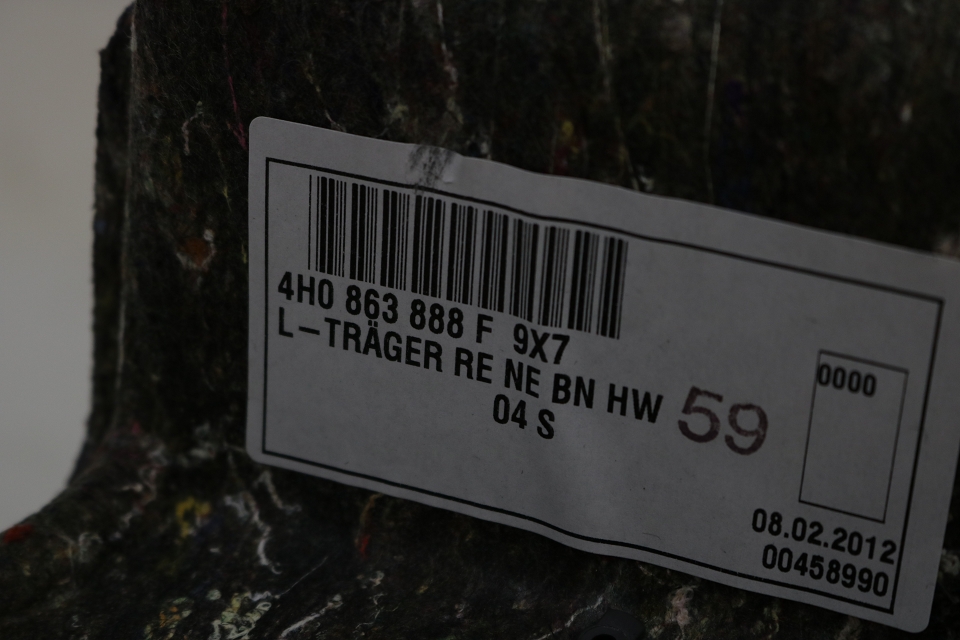 4H0 863 888 F 9X7
L-TRÄGER RE NE BN HW
04 S
59
0000
08.02.2012
00458990